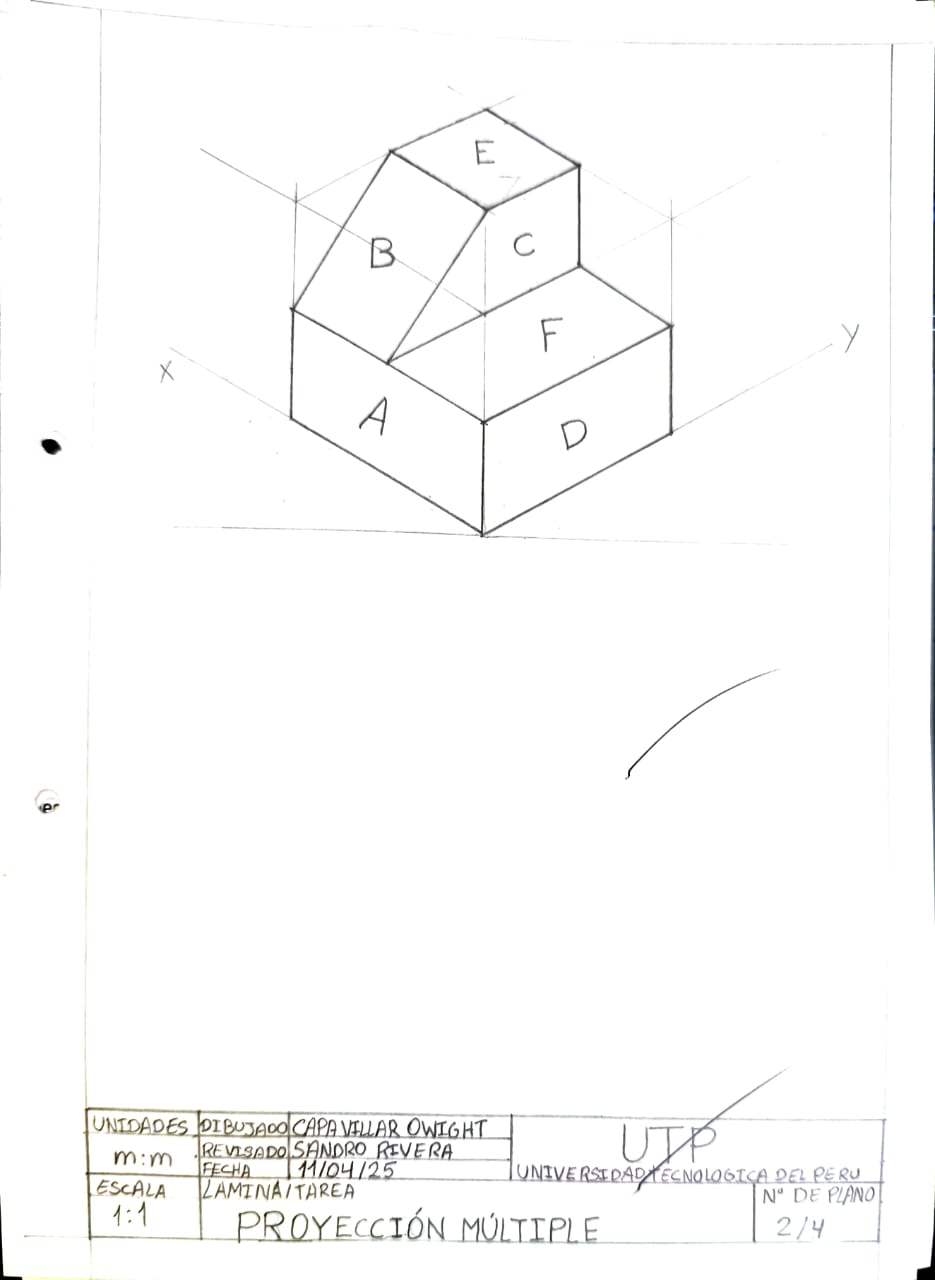 E
B
C
F
X
Y
A
D
UNIDADES
m:m
DIBUJADO CAPA VILLAR OWIGHT
REVISADO SANDRO RIVERA
FECHA 11/04/25
UTP
UNIVERSIDAD TECNOLOGICA DEL PERU
ESCALA
1:1
LAMINA/TAREA
PROYECCIÓN MÚLTIPLE
Nº DE PLANO
2/4